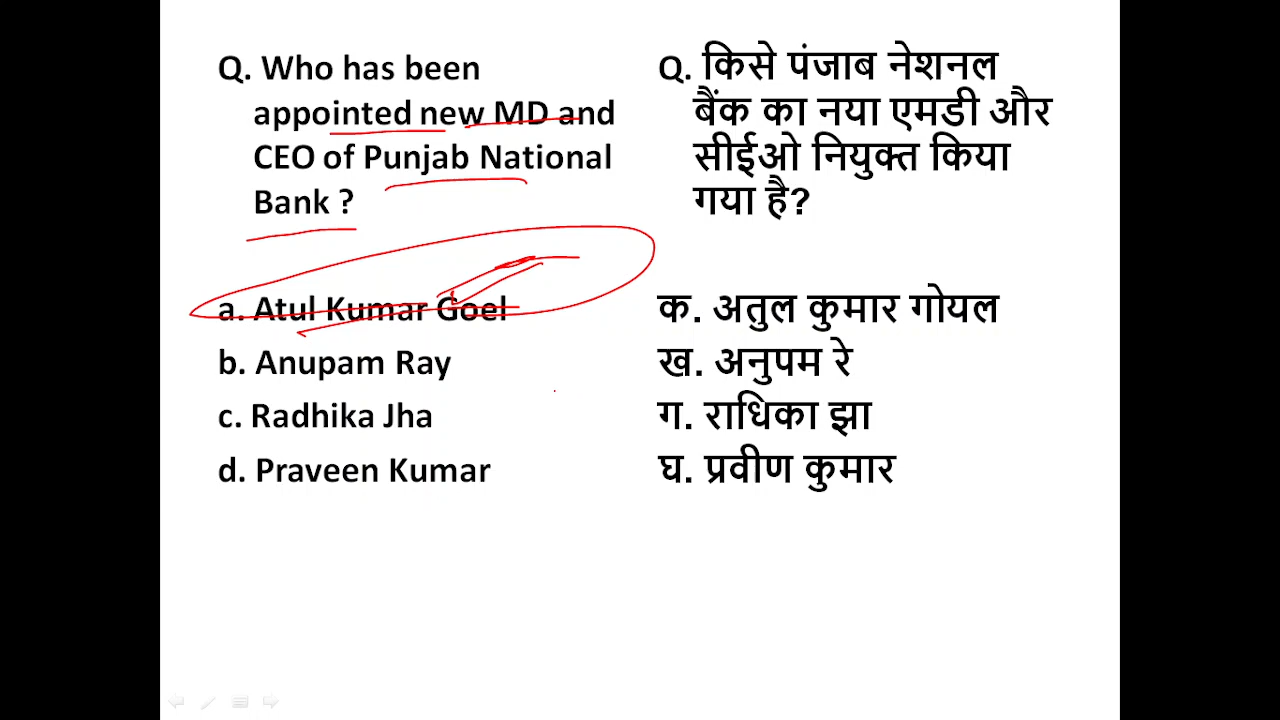 Q. Who has been
appointed new MD and
CEO of Punjab National
Bank ?
a. Atul Kumar Goel
b. Anupam Ray
c. Radhika Jha
d. Praveen Kumar
Q. किसे पंजाब नेशनल
बैंक का नया एमडी और
सीईओ नियुक्त किया
गया है?
क. अतुल कुमार गोयल
ख. अनुपम रे
ग. राधिका झा
घ. प्रवीण कुमार